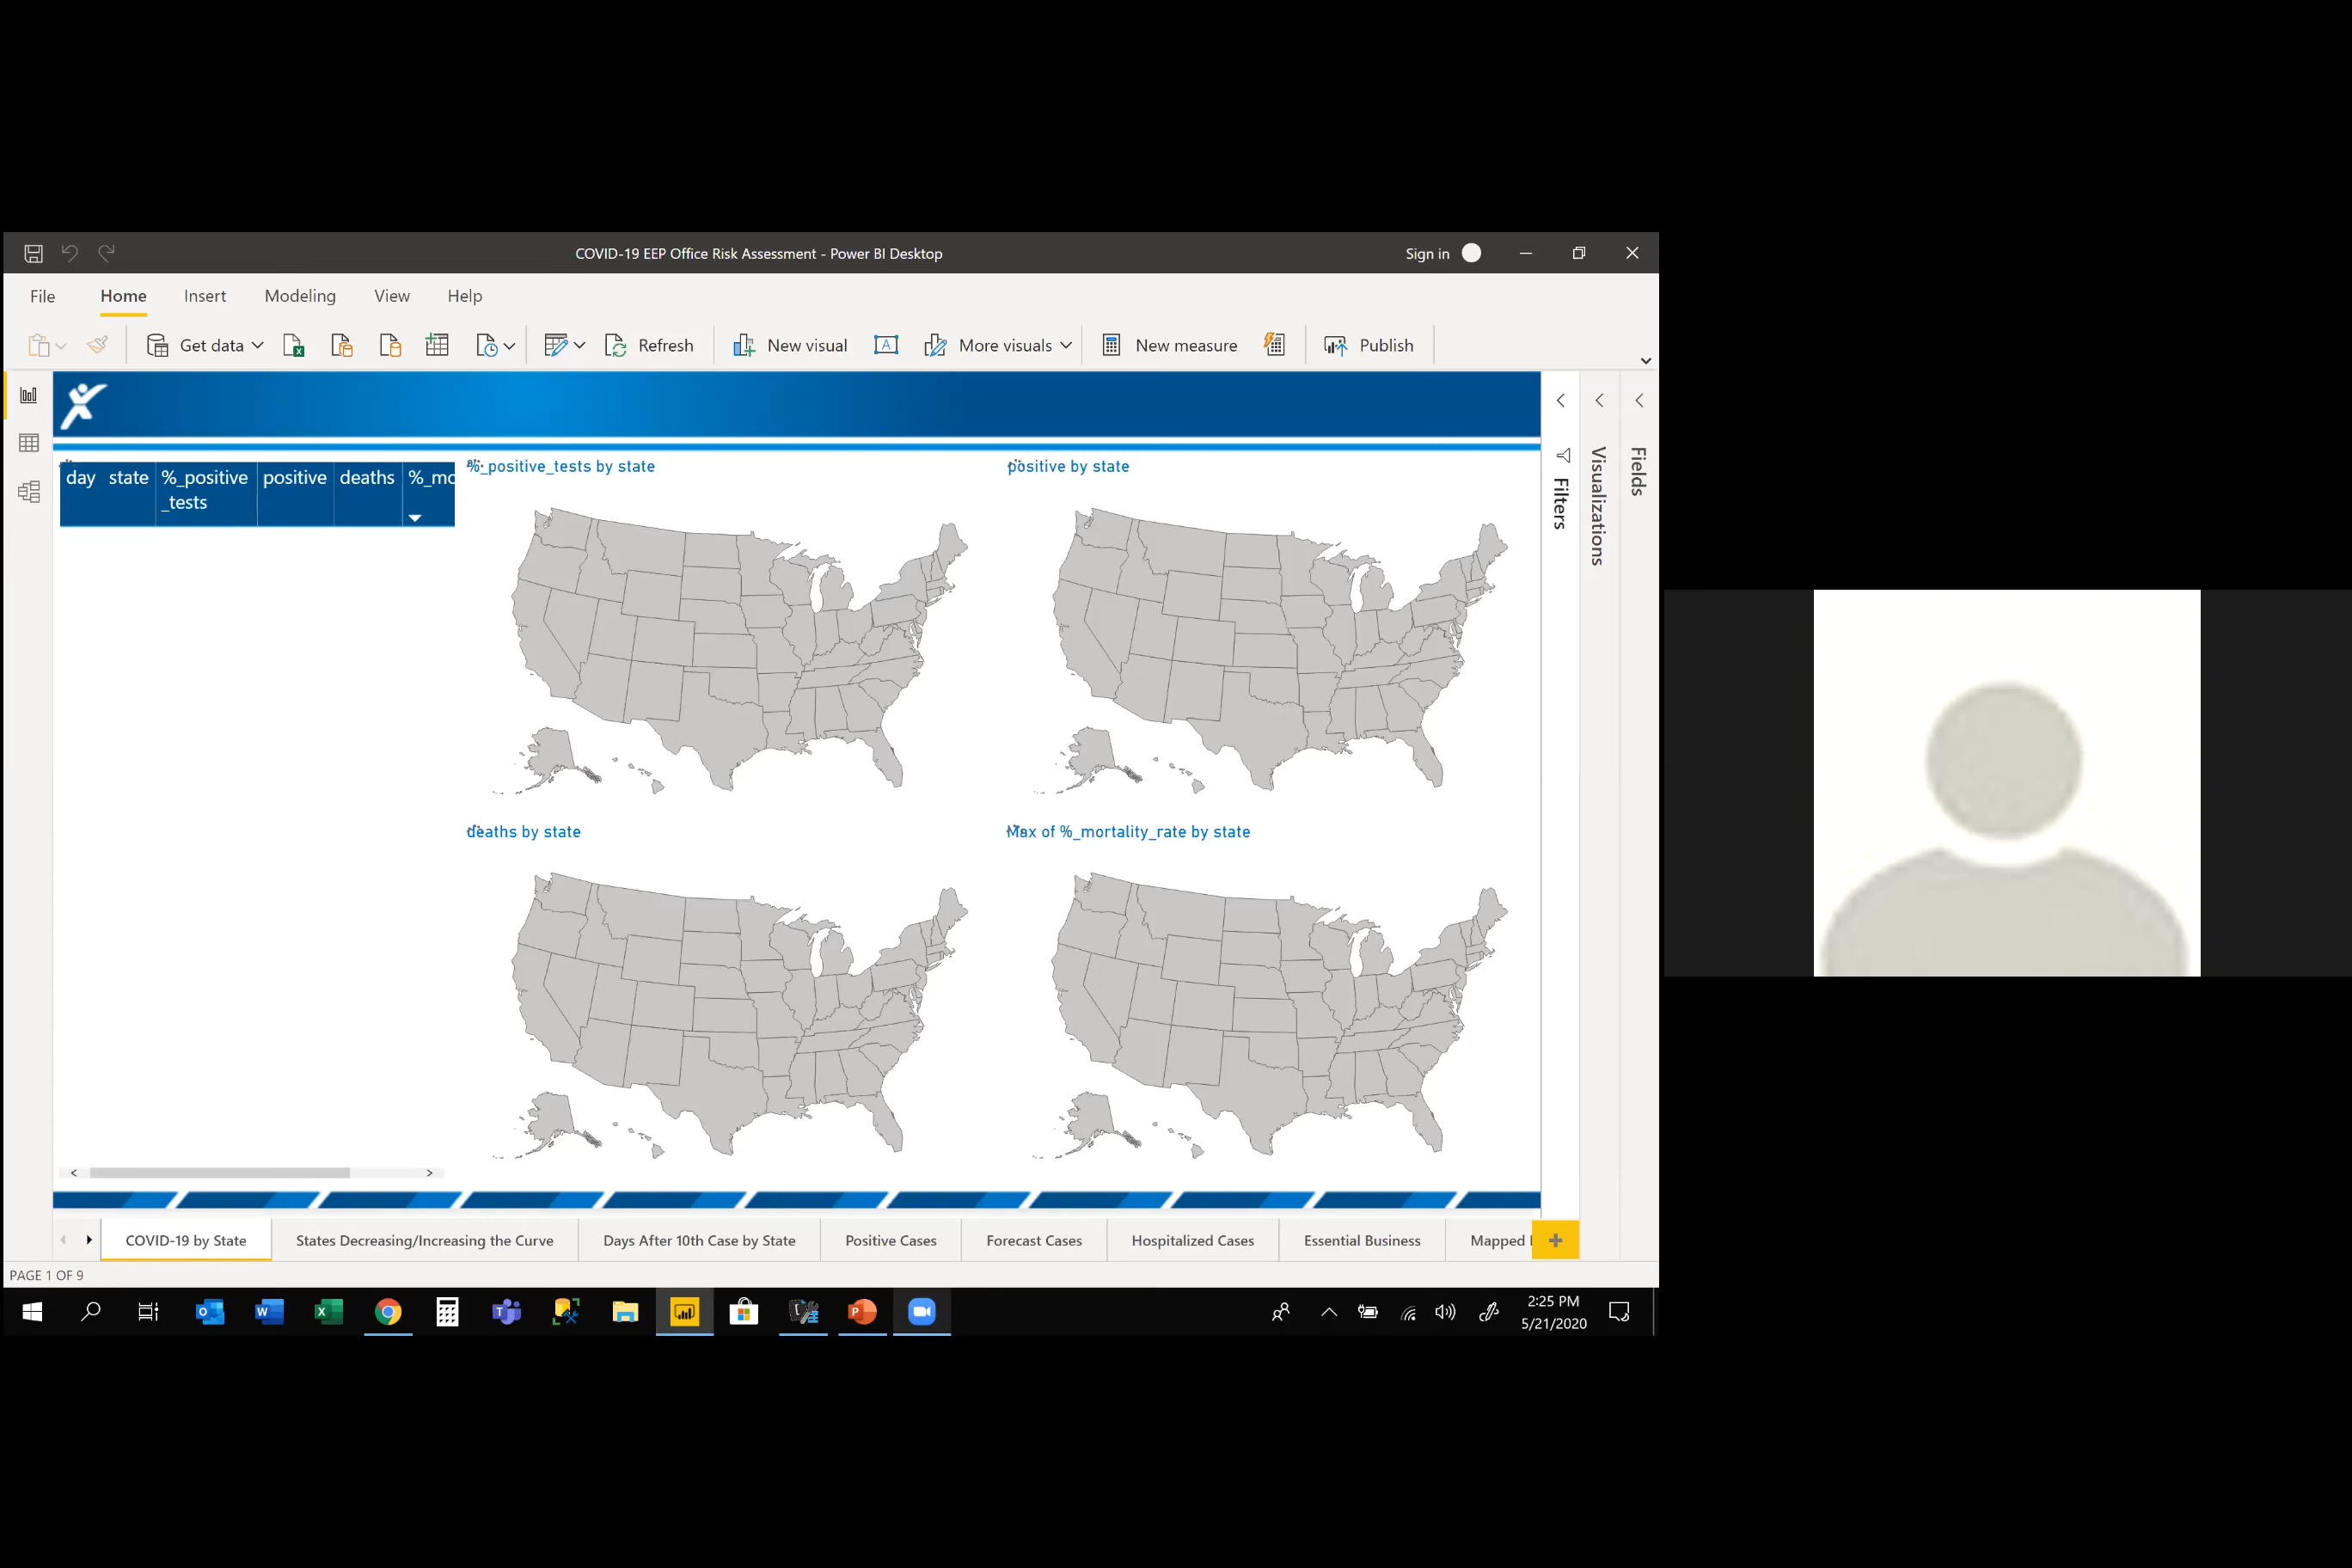 COVID-19 EEP Office Risk Assessment - Power BI Desktop
Sign in
File Home Insert Modeling View Help
Get data Refresh New visual More visuals New measure Publish
day state %_positive_tests positive deaths %_mo
%_positive_tests by state
positive by state
deaths by state
Max of %_mortality_rate by state
Filters
Visualizations
Fields
COVID-19 by State States Decreasing/Increasing the Curve Days After 10th Case by State Positive Cases Forecast Cases Hospitalized Cases Essential Business Mapped
PAGE 1 OF 9
2:25 PM
5/21/2020